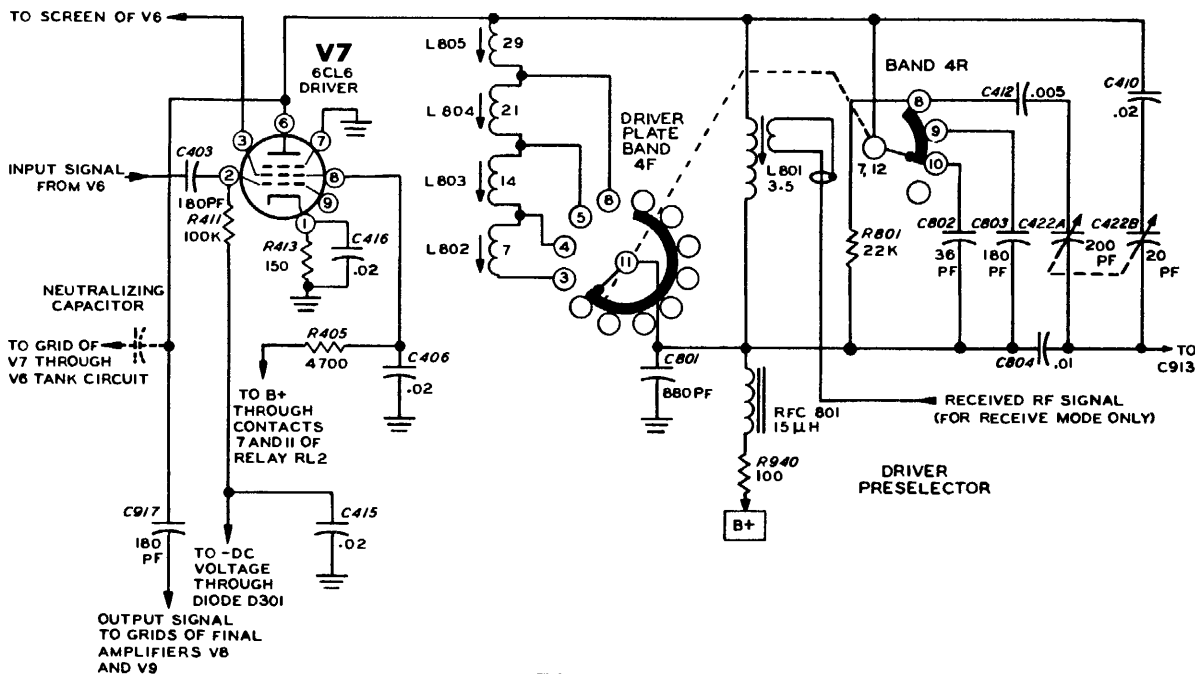 TO SCREEN OF V6
V7
6CL6
DRIVER
6
3
7
2
8
9
1
INPUT SIGNAL
FROM V6
C403
180PF
R411
100K
R413
150
C416
.02
NEUTRALIZING
CAPACITOR
TO GRID OF
V7 THROUGH
V6 TANK CIRCUIT
R405
4700
C406
.02
TO B+
THROUGH
CONTACTS
7 AND 11 OF
RELAY RL2
C917
180
PF
TO -DC
VOLTAGE
THROUGH
DIODE D301
C415
.02
OUTPUT SIGNAL
TO GRIDS OF FINAL
AMPLIFIERS V8
AND V9
L805
29
L804
21
L803
14
L802
7
DRIVER
PLATE
BAND
4F
8
5
4
3
11
C801
880PF
L801
3.5
RFC 801
15µH
R940
100
B+
BAND 4R
7,12
8
9
10
C412
.005
C410
.02
R801
22K
C802
36
PF
C803
180
PF
C422A
200
PF
C422B
20
PF
C804
.01
TO
C913
RECEIVED RF SIGNAL
(FOR RECEIVE MODE ONLY)
DRIVER
PRESELECTOR